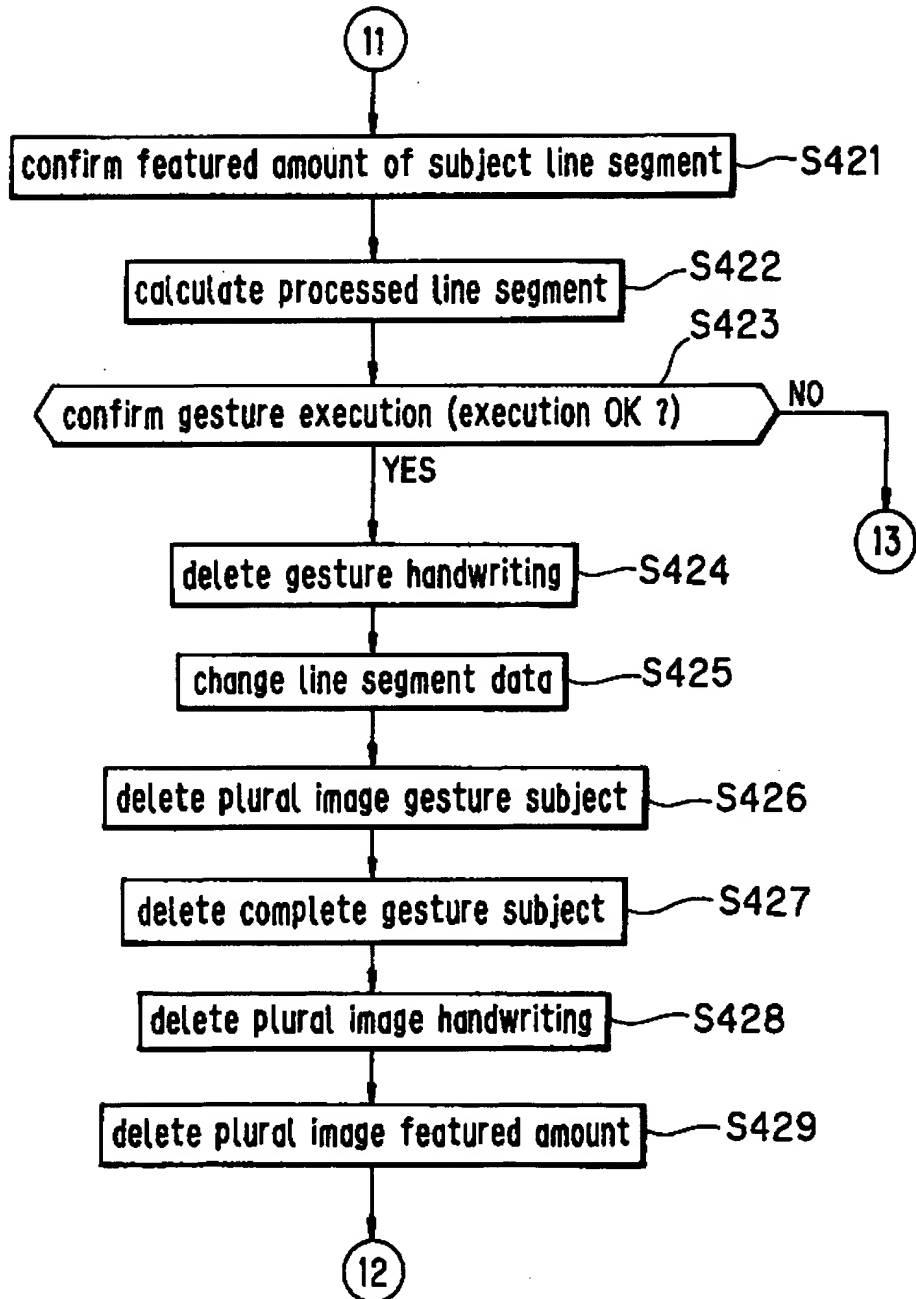 11
confirm featured amount of subject line segment
S421
calculate processed line segment
S422
S423
confirm gesture execution (execution OK ?)
NO
YES
13
delete gesture handwriting
S424
change line segment data
S425
delete plural image gesture subject
S426
delete complete gesture subject
S427
delete plural image handwriting
S428
delete plural image featured amount
S429
12